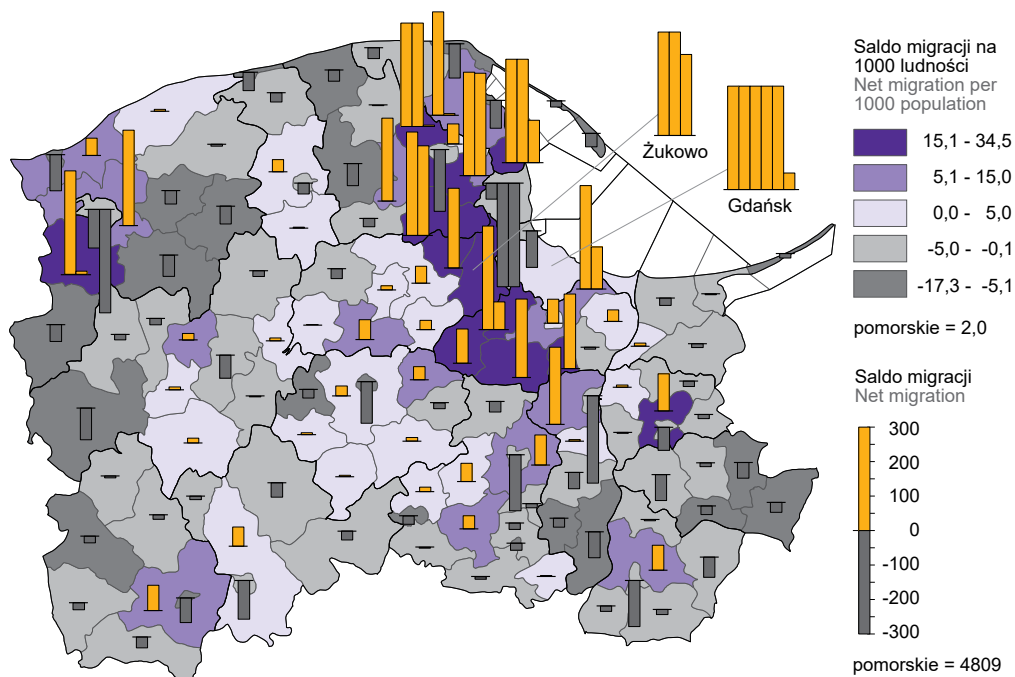 Żukowo
Gdańsk
Saldo migracji na
1000 ludności
Net migration per
1000 population
15,1 - 34,5
5,1 - 15,0
0,0 - 5,0
-5,0 - -0,1
-17,3 - -5,1
pomorskie = 2,0
Saldo migracji
Net migration
300
200
100
0
-100
-200
-300
pomorskie = 4809